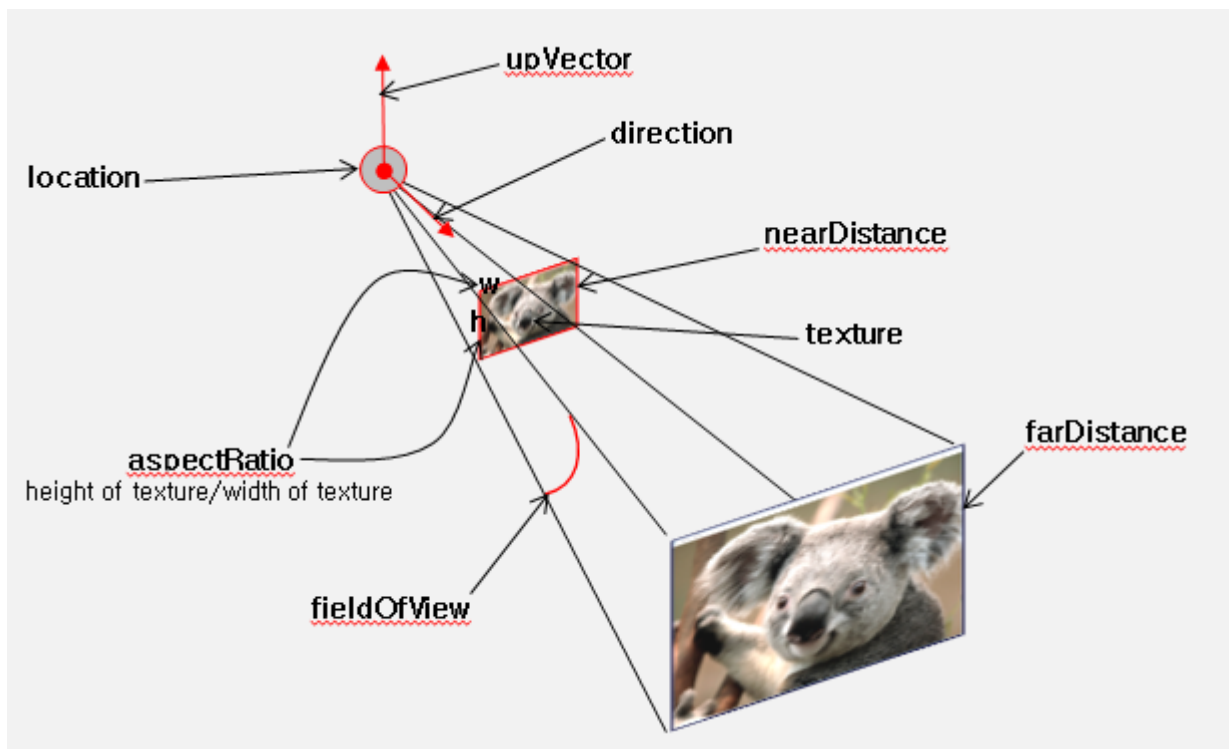 upVector
direction
location
nearDistance
w
h
texture
farDistance
aspectRatio
height of texture/width of texture
fieldOfView